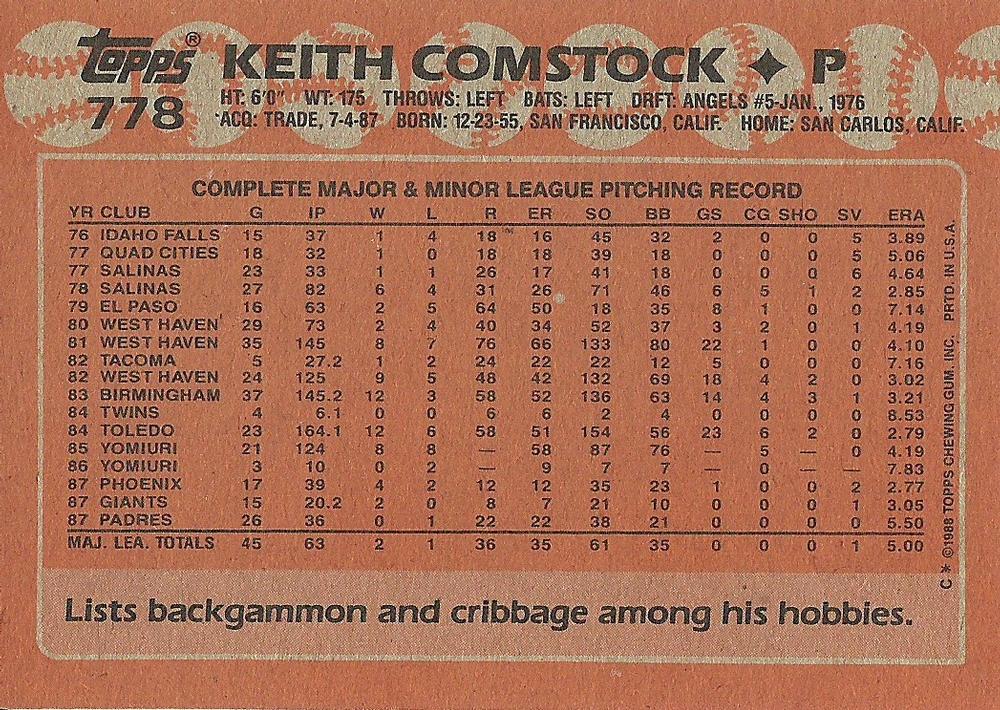 Topps® KEITH COMSTOCK ♦ P
778 HT: 6'0" WT: 175 THROWS: LEFT BATS: LEFT DRFT: ANGELS #5-JAN., 1976
ACQ: TRADE, 7-4-87 BORN: 12-23-55, SAN FRANCISCO, CALIF. HOME: SAN CARLOS, CALIF.
COMPLETE MAJOR & MINOR LEAGUE PITCHING RECORD
YR CLUB G IP W L R ER SO BB GS CG SHO SV ERA
76 IDAHO FALLS 15 37 1 4 18 16 45 32 2 0 0 5 3.89
77 QUAD CITIES 18 32 1 0 18 18 39 18 0 0 0 5 5.06
77 SALINAS 23 33 1 1 26 17 41 18 0 0 0 6 4.64
78 SALINAS 27 82 6 4 31 26 71 46 6 5 1 2 2.85
79 EL PASO 16 63 2 5 64 50 18 35 8 1 0 0 7.14
80 WEST HAVEN 29 73 2 4 40 34 52 37 3 2 0 1 4.19
81 WEST HAVEN 35 145 8 7 76 66 133 80 22 1 0 0 4.10
82 TACOMA 5 27.2 1 2 24 22 22 12 5 0 0 0 7.16
82 WEST HAVEN 24 125 9 5 48 42 132 69 18 4 2 0 3.02
83 BIRMINGHAM 37 145.2 12 3 58 52 136 63 14 4 3 1 3.21
84 TWINS 4 6.1 0 0 6 6 2 4 0 0 0 0 8.53
84 TOLEDO 23 164.1 12 6 58 51 154 56 23 6 2 0 2.79
85 YOMIURI 21 124 8 8 — 58 87 76 — 5 — 0 4.19
86 YOMIURI 3 10 0 2 — 9 7 7 — 0 — — 7.83
87 PHOENIX 17 39 4 2 12 12 35 23 1 0 0 2 2.77
87 GIANTS 15 20.2 2 0 8 7 21 10 0 0 0 1 3.05
87 PADRES 26 36 0 1 22 22 38 21 0 0 0 0 5.50
MAJ. LEA. TOTALS 45 63 2 1 36 35 61 35 0 0 0 1 5.00
C * ©1988 TOPPS CHEWING GUM, INC. PRTD. IN U.S.A.
Lists backgammon and cribbage among his hobbies.